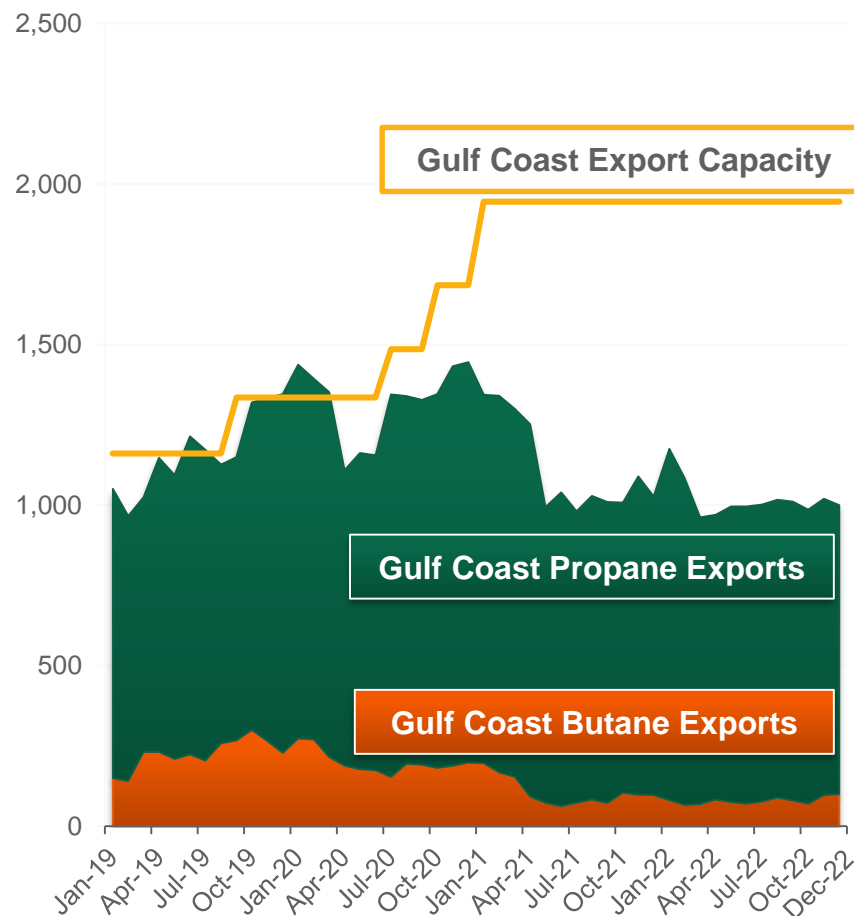 2,500
2,000
1,500
1,000
500
0
Gulf Coast Export Capacity
Gulf Coast Propane Exports
Gulf Coast Butane Exports
Jan-19
Apr-19
Jul-19
Oct-19
Jan-20
Apr-20
Jul-20
Oct-20
Jan-21
Apr-21
Jul-21
Oct-21
Jan-22
Apr-22
Jul-22
Oct-22
Dec-22